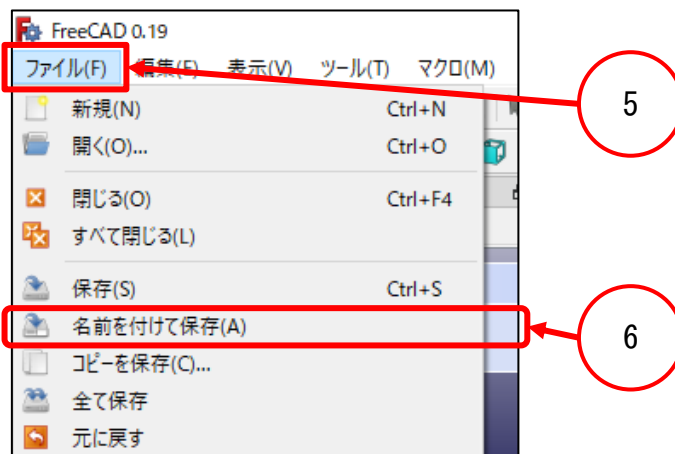 FreeCAD 0.19
ファイル(F) 編集(E) 表示(V) ツール(T) マクロ(M)
5
新規(N) Ctrl+N
開く(O)... Ctrl+O
閉じる(O) Ctrl+F4
すべて閉じる(L)
保存(S) Ctrl+S
名前を付けて保存(A)
6
コピーを保存(C)...
全て保存
元に戻す